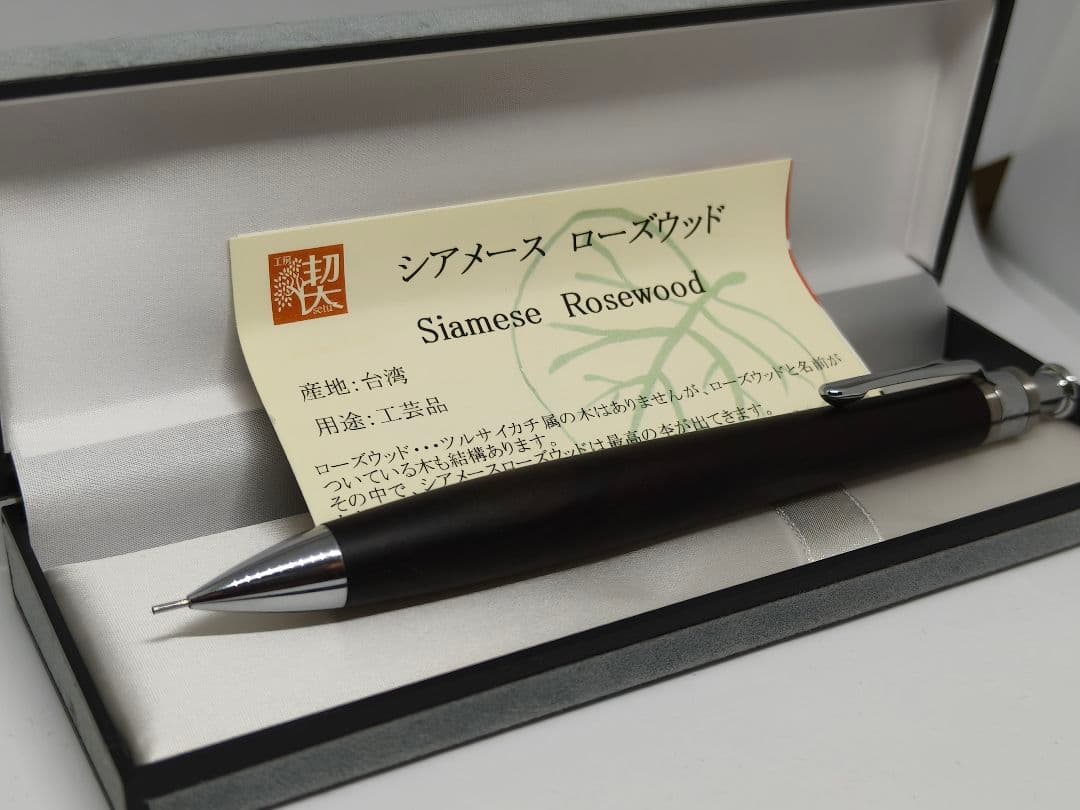 工房
契
setu
シアメース ローズウッド
Siamese Rosewood
産地：台湾
用途：工芸品
ローズウッド・・・ツルサイカチ属の木はありませんが、ローズウッドと名前が
ついている木も結構あります。
その中で、シアメースローズウッドは最高の杢が出てきます。